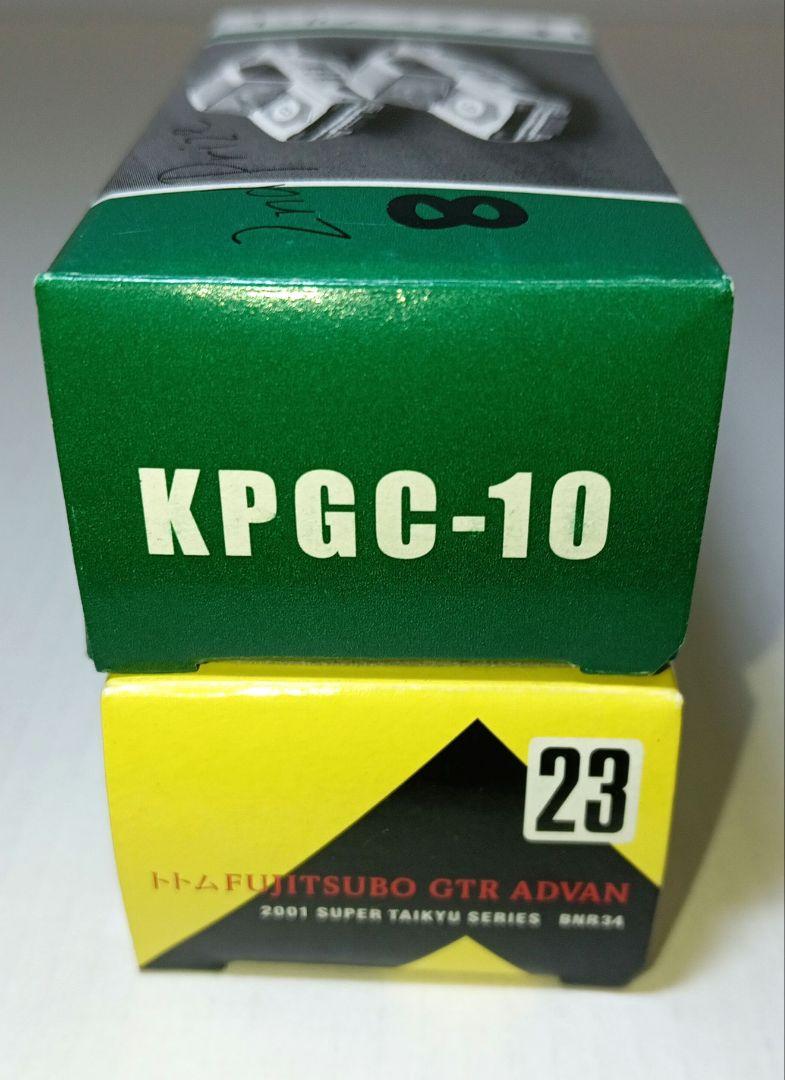 8
KPGC-10
23
トトムFUJITSUBO GTR ADVAN
2001 SUPER TAIKYU SERIES BNR34